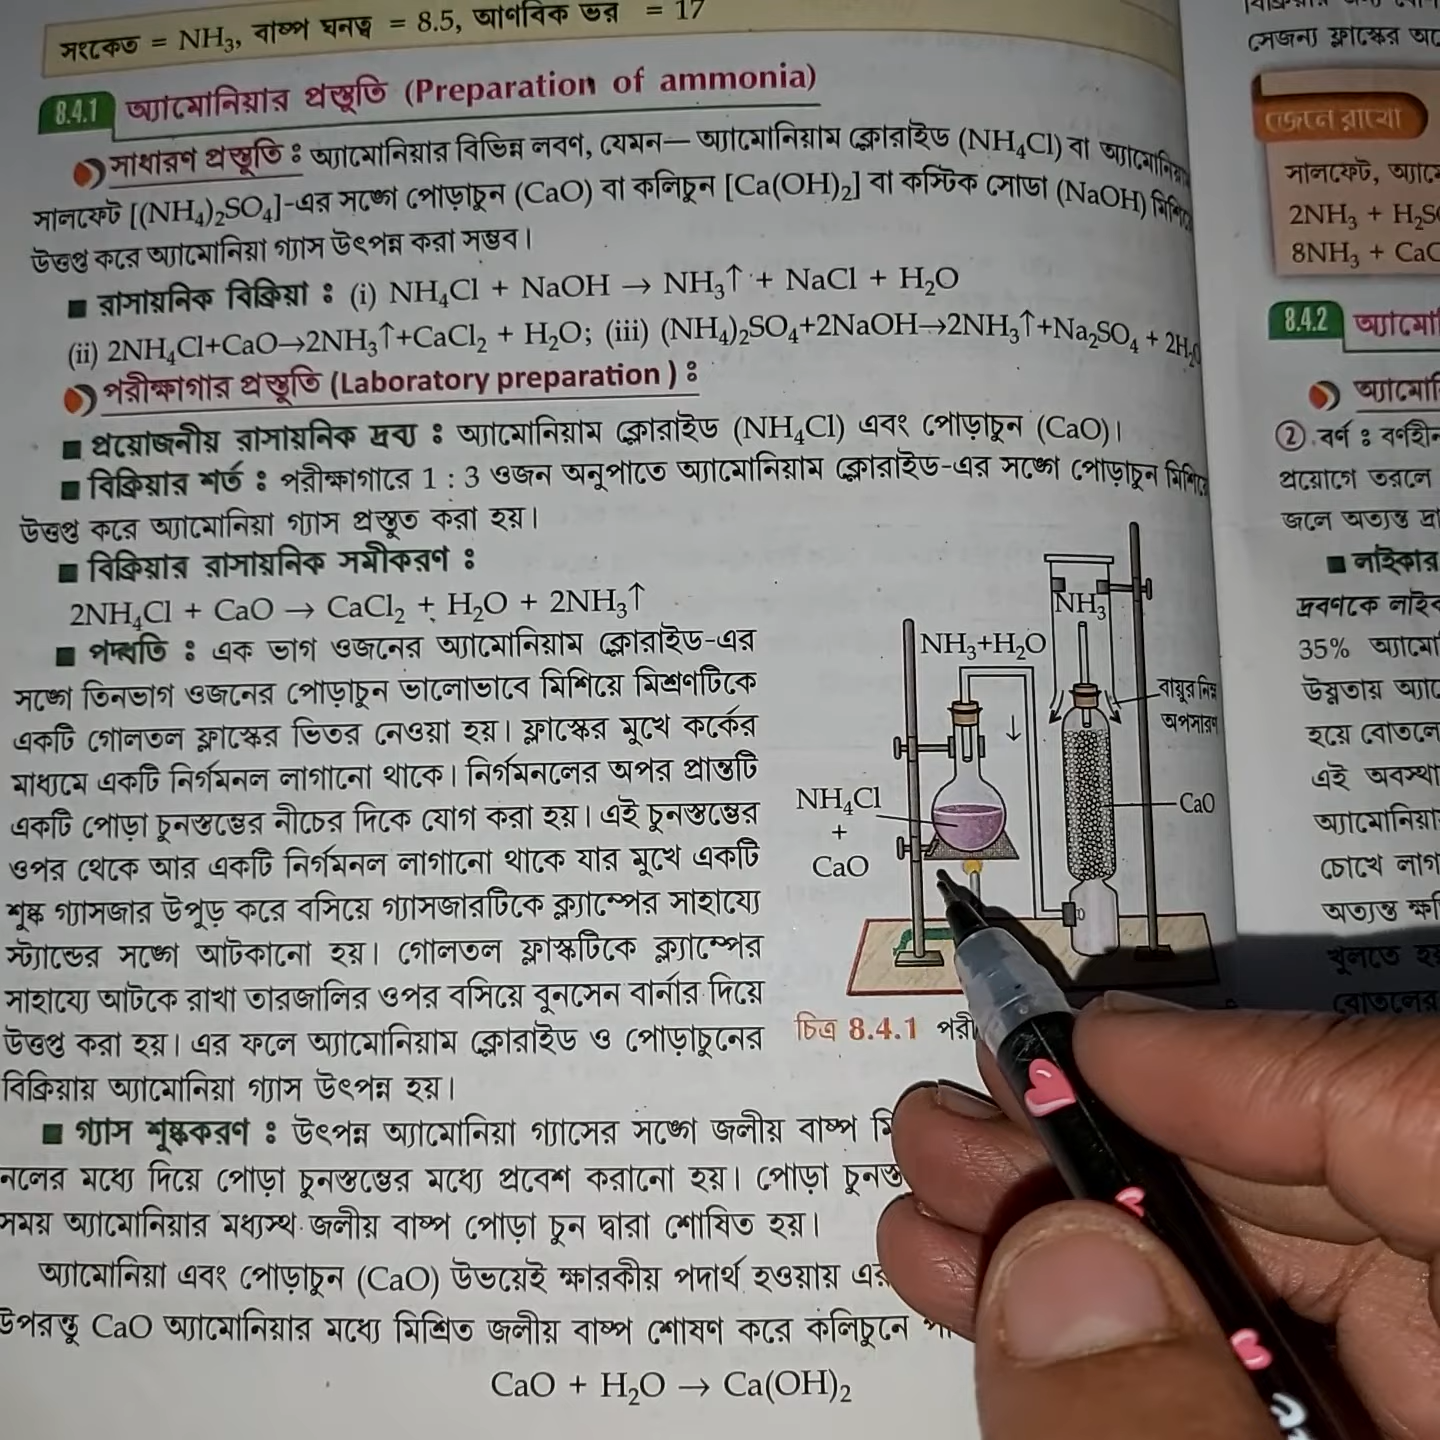 সংকেত = NH₃, বাষ্প ঘনত্ব = 8.5, আণবিক ভর = 17
8.4.1 অ্যামোনিয়ার প্রস্তুতি (Preparation of ammonia)
সাধারণ প্রস্তুতি : অ্যামোনিয়ার বিভিন্ন লবণ, যেমন— অ্যামোনিয়াম ক্লোরাইড (NH₄Cl) বা
সালফেট [(NH₄)₂SO₄]-এর সঙ্গে পোড়াচুন (CaO) বা কলিচুন [Ca(OH)₂] বা কস্টিক সোডা (NaOH)
উত্তপ্ত করে অ্যামোনিয়া গ্যাস উৎপন্ন করা সম্ভব।
■ রাসায়নিক বিক্রিয়া : (i) NH₄Cl + NaOH → NH₃↑ + NaCl + H₂O
(ii) 2NH₄Cl+CaO→2NH₃↑+CaCl₂ + H₂O; (iii) (NH₄)₂SO₄+2NaOH→2NH₃↑+Na₂SO₄ + 2H₂O
পরীক্ষাগার প্রস্তুতি (Laboratory preparation ) :
■ প্রয়োজনীয় রাসায়নিক দ্রব্য : অ্যামোনিয়াম ক্লোরাইড (NH₄Cl) এবং পোড়াচুন (CaO)।
■ বিক্রিয়ার শর্ত : পরীক্ষাগারে 1 : 3 ওজন অনুপাতে অ্যামোনিয়াম ক্লোরাইড-এর সঙ্গে পোড়াচুন
উত্তপ্ত করে অ্যামোনিয়া গ্যাস প্রস্তুত করা হয়।
■ বিক্রিয়ার রাসায়নিক সমীকরণ :
2NH₄Cl + CaO → CaCl₂ + H₂O + 2NH₃↑
■ পদ্ধতি : এক ভাগ ওজনের অ্যামোনিয়াম ক্লোরাইড-এর
সঙ্গে তিনভাগ ওজনের পোড়াচুন ভালোভাবে মিশিয়ে মিশ্রণটিকে
একটি গোলতল ফ্লাস্কের ভিতর নেওয়া হয়। ফ্লাস্কের মুখে কর্কের
মাধ্যমে একটি নির্গমনল লাগানো থাকে। নির্গমনলের অপর প্রান্তটি
একটি পোড়া চুনস্তম্ভের নীচের দিকে যোগ করা হয়। এই চুনস্তম্ভের
ওপর থেকে আর একটি নির্গমনল লাগানো থাকে যার মুখে একটি
শুষ্ক গ্যাসজার উপুড় করে বসিয়ে গ্যাসজারটিকে ক্ল্যাম্পের সাহায্যে
স্ট্যান্ডের সঙ্গে আটকানো হয়। গোলতল ফ্লাস্কটিকে ক্ল্যাম্পের
সাহায্যে আটকে রাখা তারজালির ওপর বসিয়ে বুনসেন বার্নার দিয়ে
উত্তপ্ত করা হয়। এর ফলে অ্যামোনিয়াম ক্লোরাইড ও পোড়াচুনের
বিক্রিয়ায় অ্যামোনিয়া গ্যাস উৎপন্ন হয়।
NH₃
NH₃+H₂O
বায়ুর নিম্ন
অপসারণ
NH₄Cl
+
CaO
CaO
চিত্র 8.4.1
■ গ্যাস শুষ্ককরণ : উৎপন্ন অ্যামোনিয়া গ্যাসের সঙ্গে জলীয় বাষ্প
নলের মধ্যে দিয়ে পোড়া চুনস্তম্ভের মধ্যে প্রবেশ করানো হয়। পোড়া
সময় অ্যামোনিয়ার মধ্যস্থ জলীয় বাষ্প পোড়া চুন দ্বারা শোষিত হয়।
অ্যামোনিয়া এবং পোড়াচুন (CaO) উভয়েই ক্ষারকীয় পদার্থ হওয়ায়
উপরন্তু CaO অ্যামোনিয়ার মধ্যে মিশ্রিত জলীয় বাষ্প শোষণ করে কলিচুনে
CaO + H₂O → Ca(OH)₂
সেজন্য ফ্লাস্কের
জেনে রাখো
সালফেট,
2NH₃ +
8NH₃ +
8.4.2
② বর্ণ :
প্রয়োগে তরলে
জলে অত্যন্ত
■ লাইকার
দ্রবণকে
35%
উষ্ণতায়
হয়ে
এই অবস্থা
চোখে
অত্যন্ত
খুলতে
বোতলের